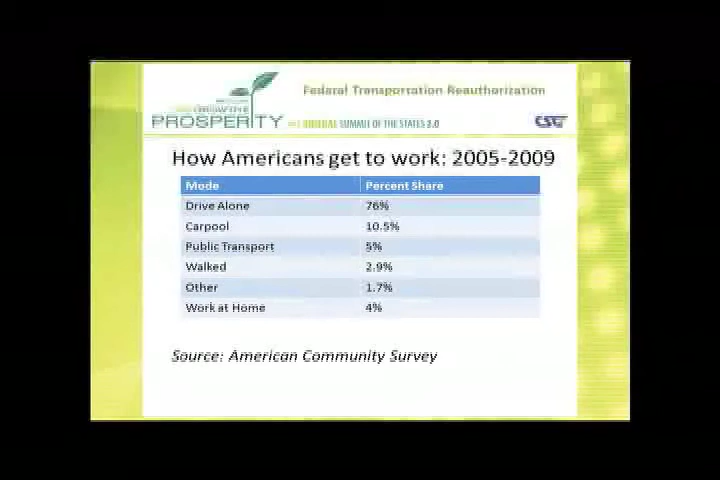 Federal Transportation Reauthorization
PROSPERITY
SUMMIT OF THE STATES 2.0
CSG
How Americans get to work: 2005-2009
Mode Percent Share
Drive Alone 76%
Carpool 10.5%
Public Transport 5%
Walked 2.9%
Other 1.7%
Work at Home 4%
Source: American Community Survey